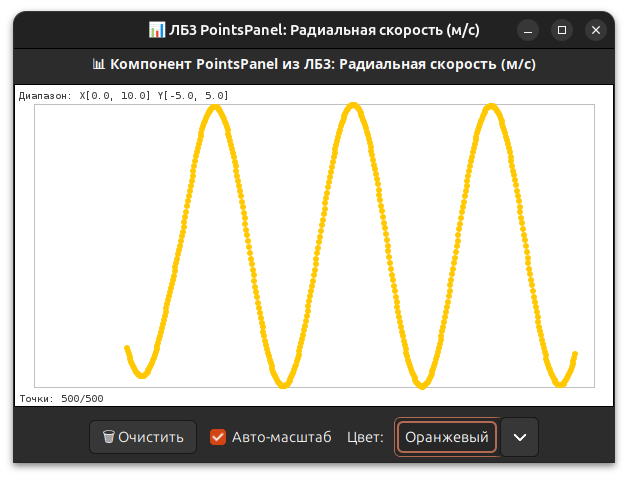 📊 ЛБ3 PointsPanel: Радиальная скорость (м/с)
📊 Компонент PointsPanel из ЛБ3: Радиальная скорость (м/с)
Диапазон: X[0.0, 10.0] Y[-5.0, 5.0]
Точки: 500/500
🗑 Очистить Авто-масштаб Цвет: Оранжевый